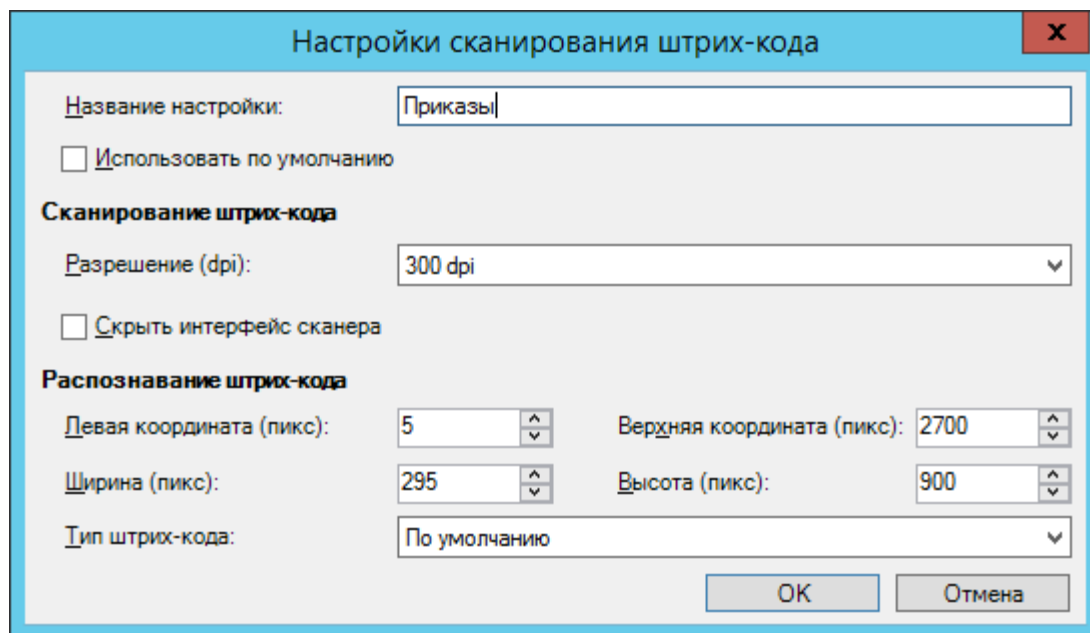 Настройки сканирования штрих-кода
x
Название настройки: Приказы
Использовать по умолчанию
Сканирование штрих-кода
Разрешение (dpi): 300 dpi
Скрыть интерфейс сканера
Распознавание штрих-кода
Левая координата (пикс): 5 Верхняя координата (пикс): 2700
Ширина (пикс): 295 Высота (пикс): 900
Тип штрих-кода: По умолчанию
OK Отмена